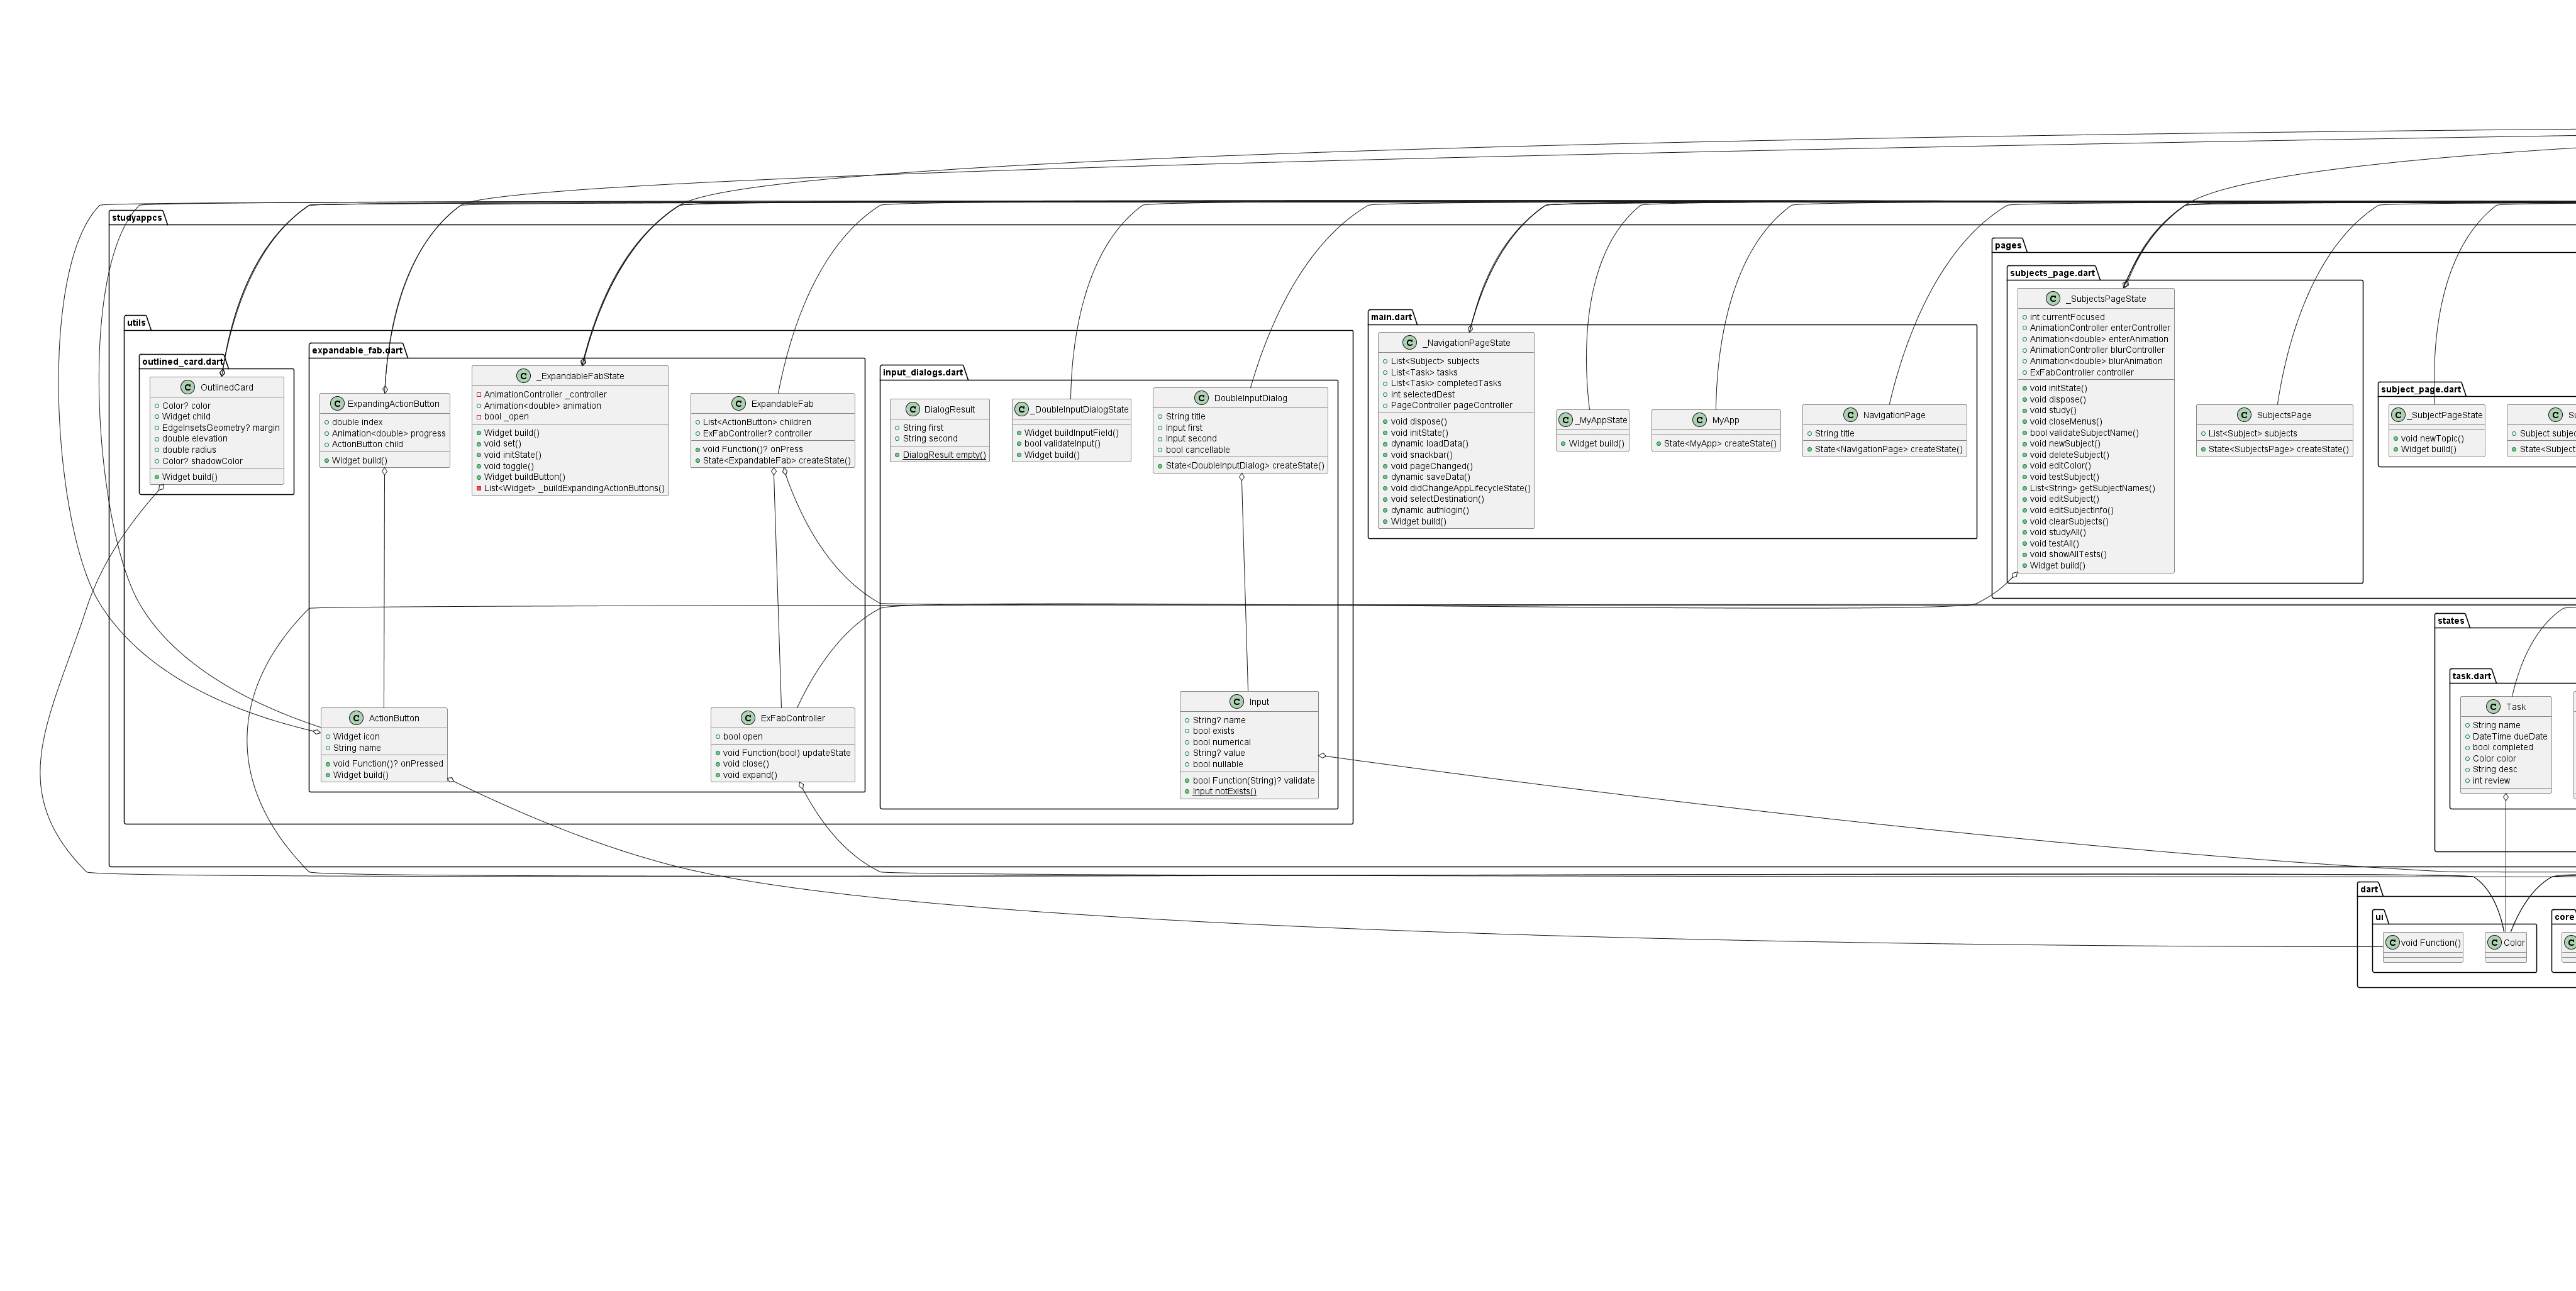 studyappcs
utils
outlined_card.dart
C OutlinedCard
Color? color
Widget child
EdgeInsetsGeometry? margin
double elevation
double radius
Color? shadowColor
Widget build()
expandable_fab.dart
C ExpandingActionButton
double index
Animation<double> progress
ActionButton child
Widget build()
C _ExpandableFabState
AnimationController _controller
Animation<double> animation
bool _open
Widget build()
void set()
void initState()
void toggle()
Widget buildButton()
List<Widget> _buildExpandingActionButtons()
C ExpandableFab
List<ActionButton> children
ExFabController? controller
void Function()? onPress
State<ExpandableFab> createState()
C ActionButton
Widget icon
String name
void Function()? onPressed
Widget build()
C ExFabController
bool open
void Function(bool) updateState
void close()
void expand()
input_dialogs.dart
C DialogResult
String first
String second
DialogResult empty()
C _DoubleInputDialogState
Widget buildInputField()
bool validateInput()
Widget build()
C DoubleInputDialog
String title
Input first
Input second
bool cancellable
State<DoubleInputDialog> createState()
C Input
String? name
bool exists
bool numerical
String? value
bool nullable
bool Function(String)? validate
Input notExists()
main.dart
C _NavigationPageState
List<Subject> subjects
List<Task> tasks
List<Task> completedTasks
int selectedDest
PageController pageController
void dispose()
void initState()
dynamic loadData()
void snackbar()
void pageChanged()
dynamic saveData()
void didChangeAppLifecycleState()
void selectDestination()
dynamic authlogin()
Widget build()
C _MyAppState
Widget build()
C MyApp
State<MyApp> createState()
C NavigationPage
String title
State<NavigationPage> createState()
pages
subjects_page.dart
C _SubjectsPageState
int currentFocused
AnimationController enterController
Animation<double> enterAnimation
AnimationController blurController
Animation<double> blurAnimation
ExFabController controller
void initState()
void dispose()
void study()
void closeMenus()
bool validateSubjectName()
void newSubject()
void deleteSubject()
void editColor()
void testSubject()
List<String> getSubjectNames()
void editSubject()
void editSubjectInfo()
void clearSubjects()
void studyAll()
void testAll()
void showAllTests()
Widget build()
C SubjectsPage
List<Subject> subjects
State<SubjectsPage> createState()
subject_page.dart
C _SubjectPageState
void newTopic()
Widget build()
C
Subject
states
task.dart
C Task
String name
DateTime dueDate
bool completed
Color color
String desc
int review
dart
ui
C void Function()
C Color
core
C